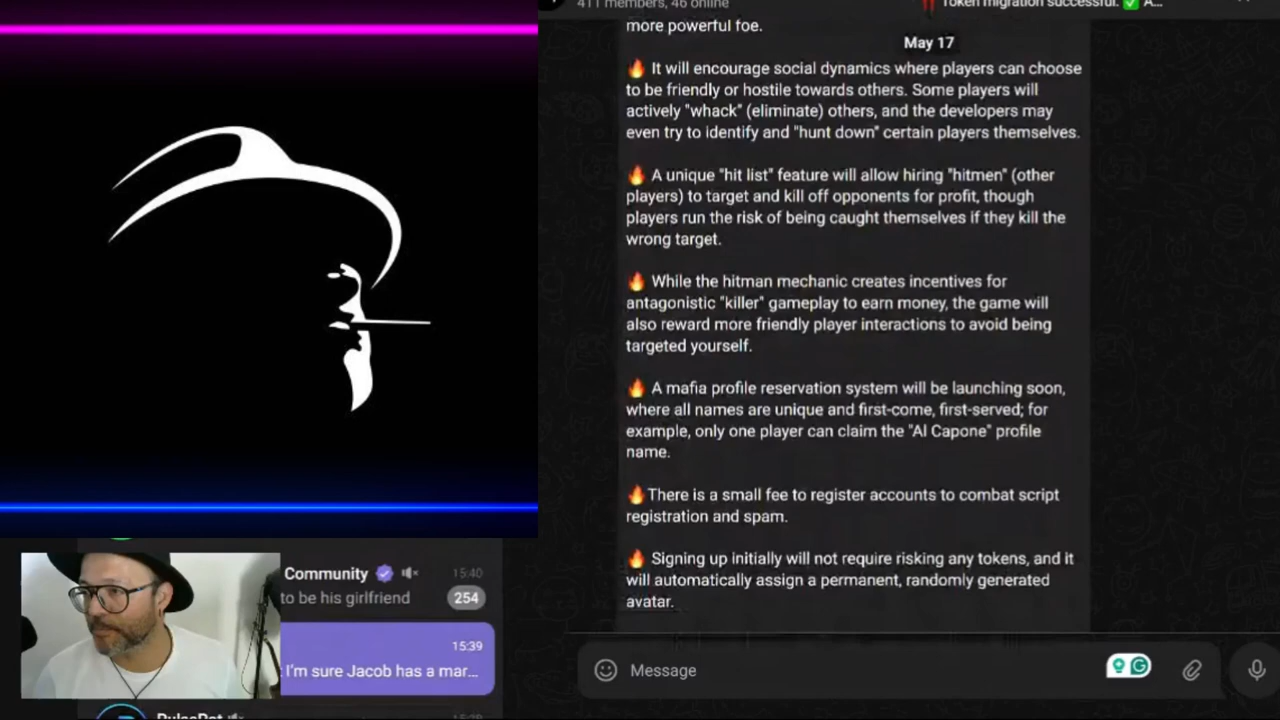 411 members, 46 online
Token migration successful. ✅ A...
more powerful foe.
May 17
🔥 It will encourage social dynamics where players can choose
to be friendly or hostile towards others. Some players will
actively "whack" (eliminate) others, and the developers may
even try to identify and "hunt down" certain players themselves.
🔥 A unique "hit list" feature will allow hiring "hitmen" (other
players) to target and kill off opponents for profit, though
players run the risk of being caught themselves if they kill the
wrong target.
🔥 While the hitman mechanic creates incentives for
antagonistic "killer" gameplay to earn money, the game will
also reward more friendly player interactions to avoid being
targeted yourself.
🔥 A mafia profile reservation system will be launching soon,
where all names are unique and first-come, first-served; for
example, only one player can claim the "Al Capone" profile
name.
🔥There is a small fee to register accounts to combat script
registration and spam.
🔥 Signing up initially will not require risking any tokens, and it
will automatically assign a permanent, randomly generated
avatar.
Message
Community
15:40
to be his girlfriend
254
15:39
I'm sure Jacob has a mar...
PulseBot